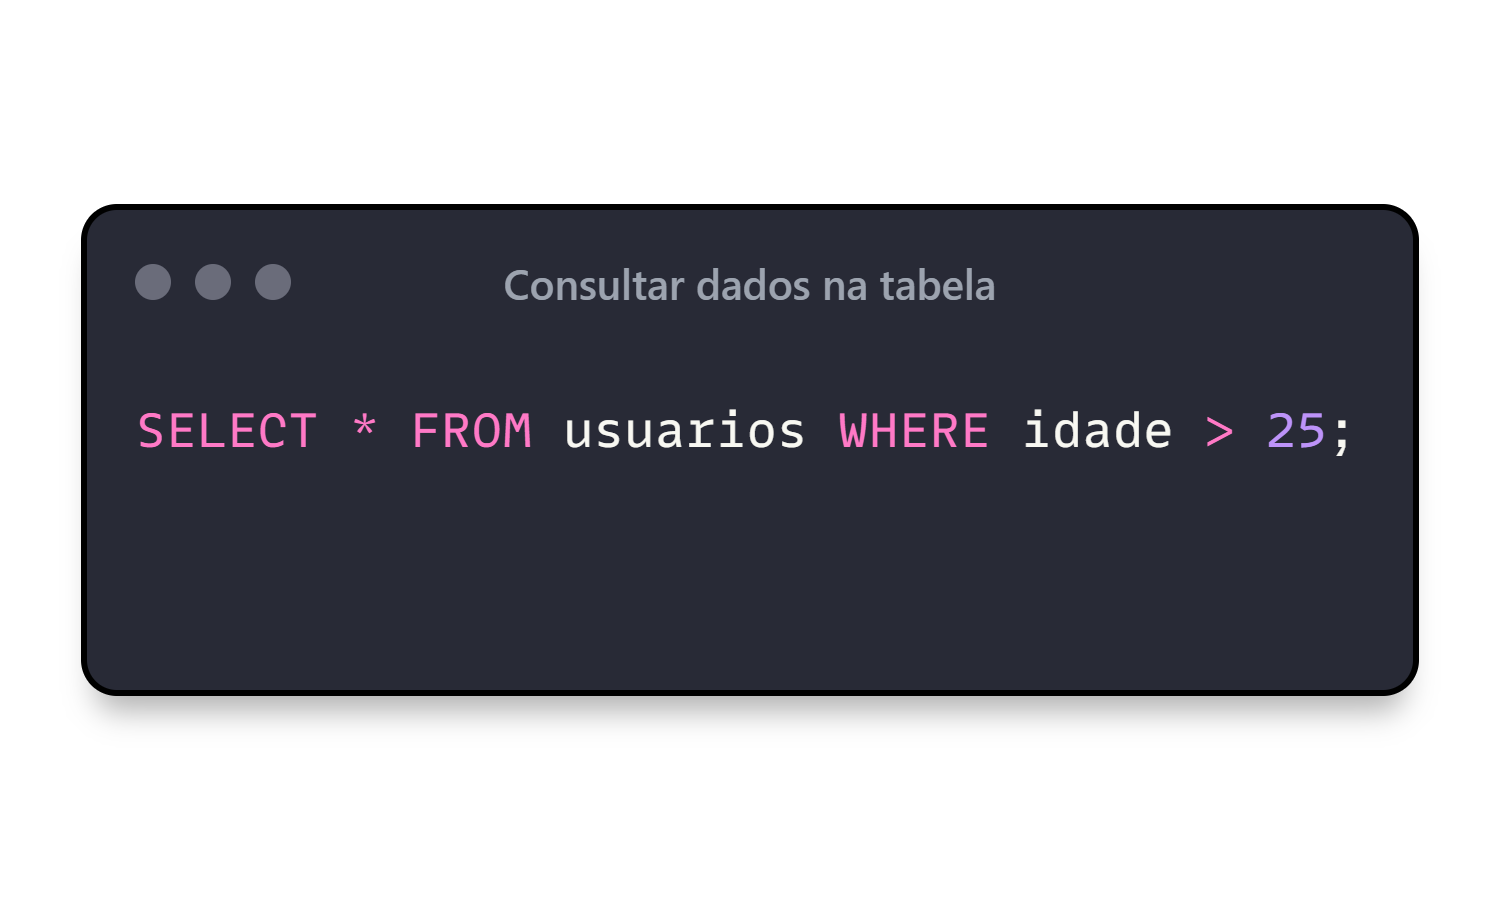 Consultar dados na tabela
SELECT * FROM usuarios WHERE idade > 25;